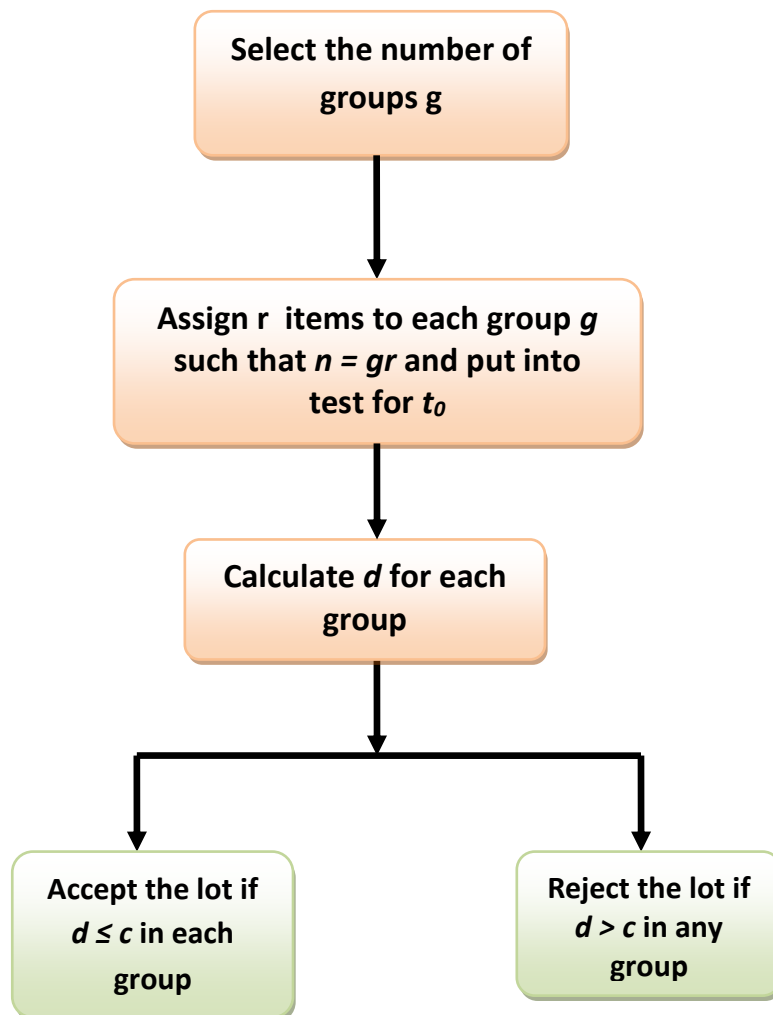 Select the number of
groups g
Assign r items to each group g
such that n = gr and put into
test for t₀
Calculate d for each
group
Accept the lot if
d ≤ c in each
group
Reject the lot if
d > c in any
group